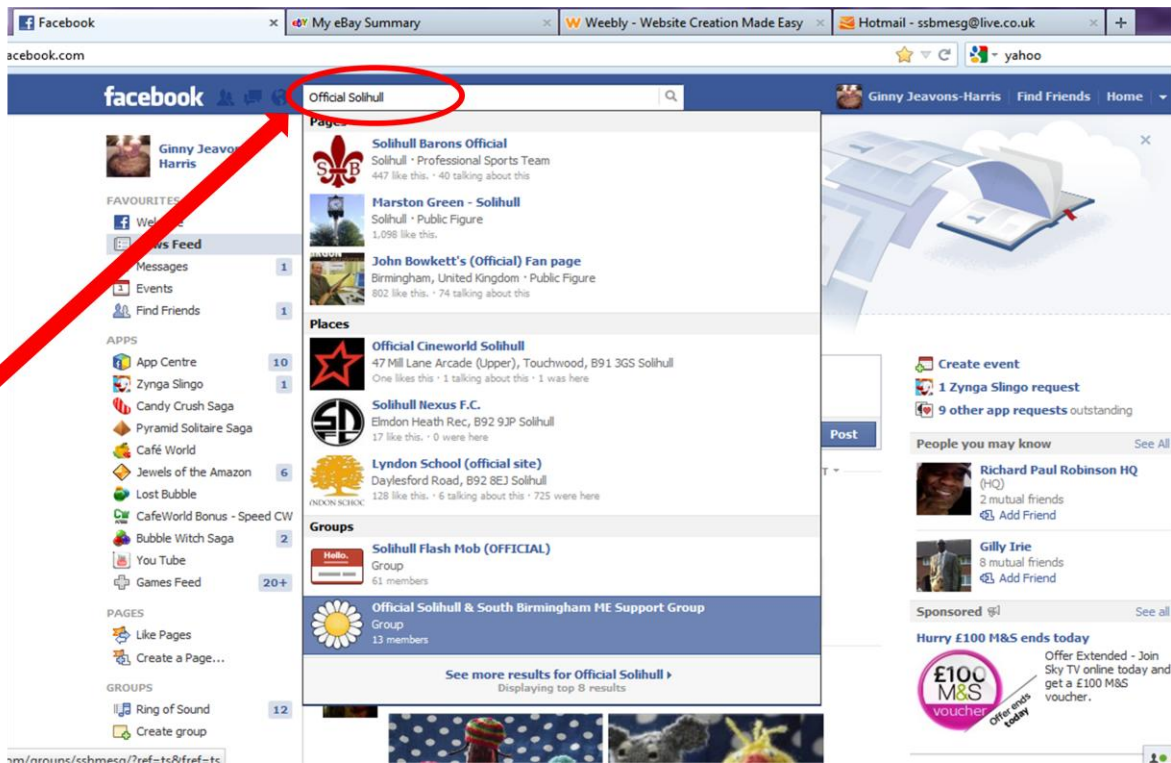 Facebook
My eBay Summary
Weebly - Website Creation Made Easy
Hotmail - ssbmesg@live.co.uk
acebook.com
yahoo
facebook
Official Solihull
Ginny Jeavons-Harris
Find Friends
Home
Ginny Jeavo
Harris
FAVOURITES
News Feed
Messages 1
Events
Find Friends 1
APPS
App Centre 10
Zynga Slingo 1
Candy Crush Saga
Pyramid Solitaire Saga
Café World
Jewels of the Amazon 6
Lost Bubble
CafeWorld Bonus - Speed CW
Bubble Witch Saga 2
You Tube
Games Feed 20+
PAGES
Like Pages
Create a Page...
GROUPS
Ring of Sound 12
Create group
om/groups/ssbmesg/?ref=ts&fref=ts
Pages
S B
Solihull Barons Official
Solihull · Professional Sports Team
447 like this. · 40 talking about this
Marston Green - Solihull
Solihull · Public Figure
1,098 like this.
John Bowkett's (Official) Fan page
Birmingham, United Kingdom · Public Figure
802 like this. · 74 talking about this
Places
Official Cineworld Solihull
47 Mill Lane Arcade (Upper), Touchwood, B91 3GS Solihull
One likes this · 1 talking about this · 1 was here
Solihull Nexus F.C.
Elmdon Heath Rec, B92 9JP Solihull
17 like this. · 0 were here
Lyndon School (official site)
Daylesford Road, B92 8EJ Solihull
128 like this. · 6 talking about this · 725 were here
NDON SCHOC
Groups
Hello.
Solihull Flash Mob (OFFICIAL)
Group
61 members
Official Solihull & South Birmingham ME Support Group
Group
13 members
See more results for Official Solihull
Displaying top 8 results
Post
Create event
1 Zynga Slingo request
9 other app requests outstanding
People you may know See All
Richard Paul Robinson HQ
(HQ)
2 mutual friends
Add Friend
Gilly Irie
8 mutual friends
Add Friend
Sponsored See all
Hurry £100 M&S ends today
£100
M&S
voucher
Offer ends
today
Offer Extended - Join
Sky TV online today and
get a £100 M&S
voucher.